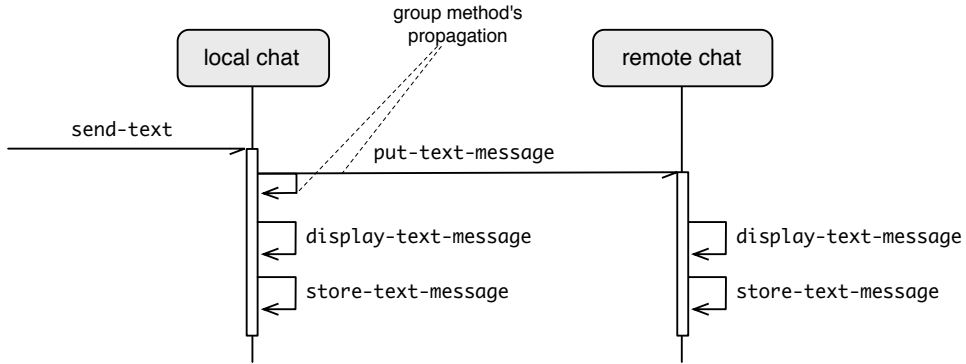 group method's
propagation
local chat
remote chat
send-text
put-text-message
display-text-message
display-text-message
store-text-message
store-text-message